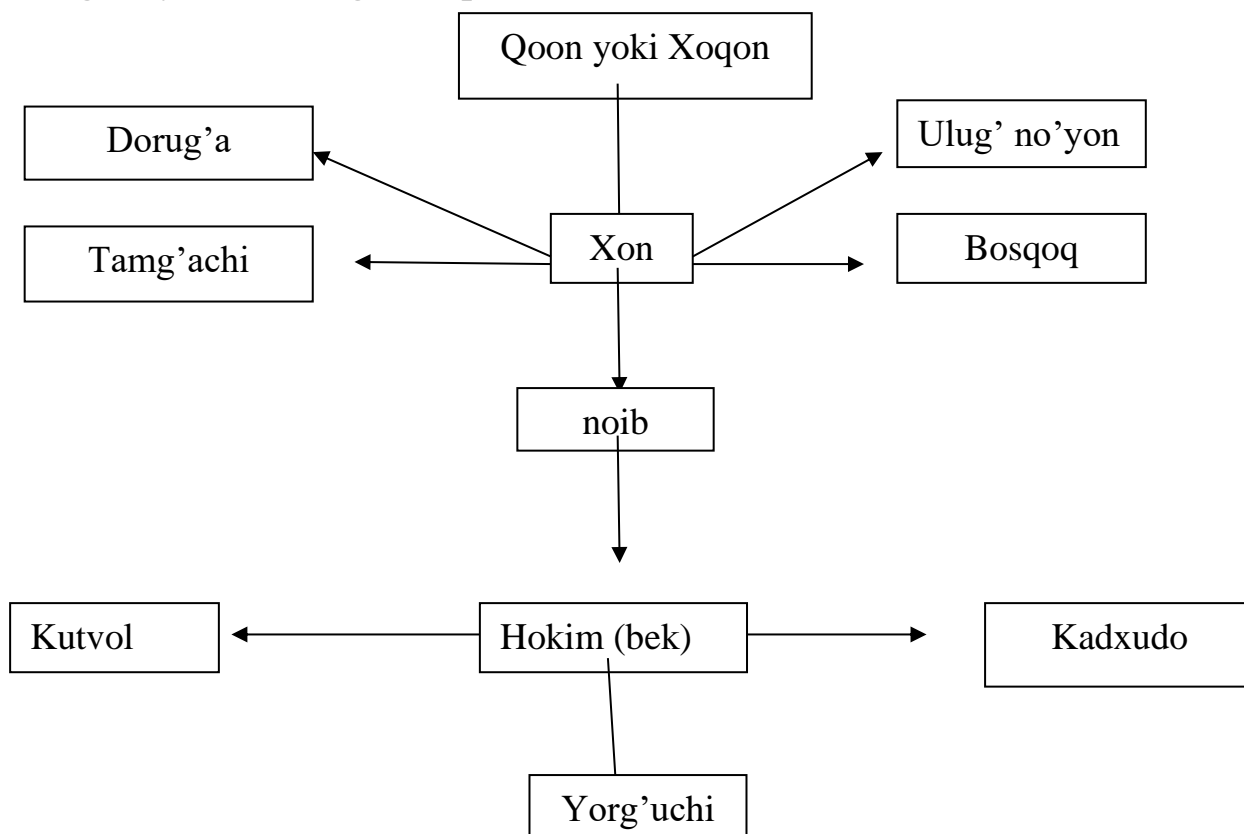 Qoon yoki Xoqon
Dorug’a
Ulug’ no’yon
Tamg’achi
Xon
Bosqoq
noib
Kutvol
Hokim (bek)
Kadxudo
Yorg’uchi